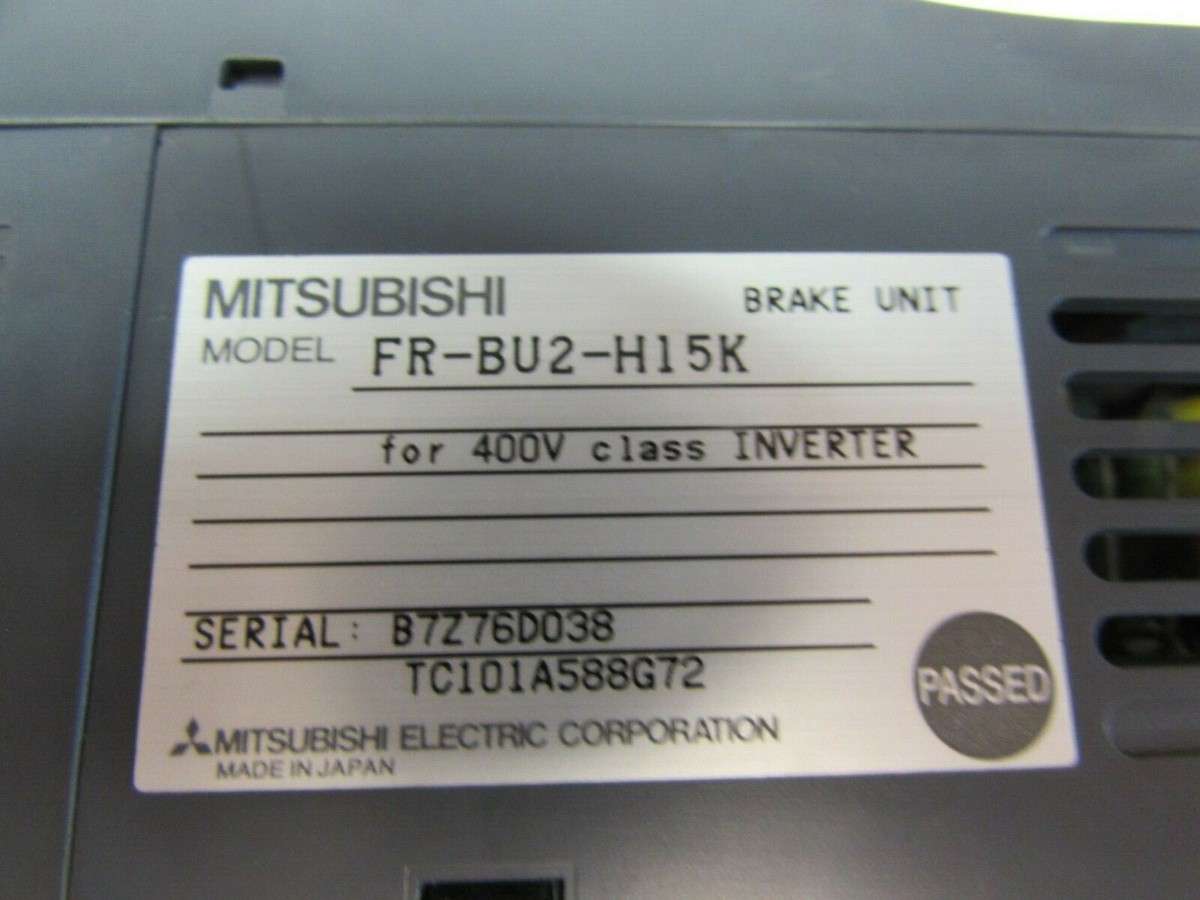 MITSUBISHI BRAKE UNIT
MODEL FR-BU2-H15K
for 400V class INVERTER
SERIAL: B7Z76D038
TC101A588G72
PASSED
MITSUBISHI ELECTRIC CORPORATION
MADE IN JAPAN